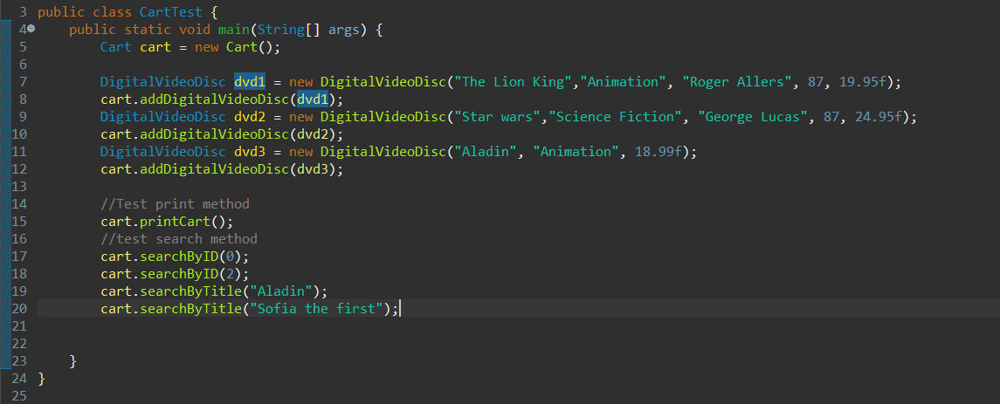 3 public class CartTest {
4 public static void main(String[] args) {
5 Cart cart = new Cart();
6
7 DigitalVideoDisc dvd1 = new DigitalVideoDisc("The Lion King","Animation", "Roger Allers", 87, 19.95f);
8 cart.addDigitalVideoDisc(dvd1);
9 DigitalVideoDisc dvd2 = new DigitalVideoDisc("Star wars","Science Fiction", "George Lucas", 87, 24.95f);
10 cart.addDigitalVideoDisc(dvd2);
11 DigitalVideoDisc dvd3 = new DigitalVideoDisc("Aladin", "Animation", 18.99f);
12 cart.addDigitalVideoDisc(dvd3);
13
14 //Test print method
15 cart.printCart();
16 //test search method
17 cart.searchByID(0);
18 cart.searchByID(2);
19 cart.searchByTitle("Aladin");
20 cart.searchByTitle("Sofia the first");
21
22
23 }
24 }
25